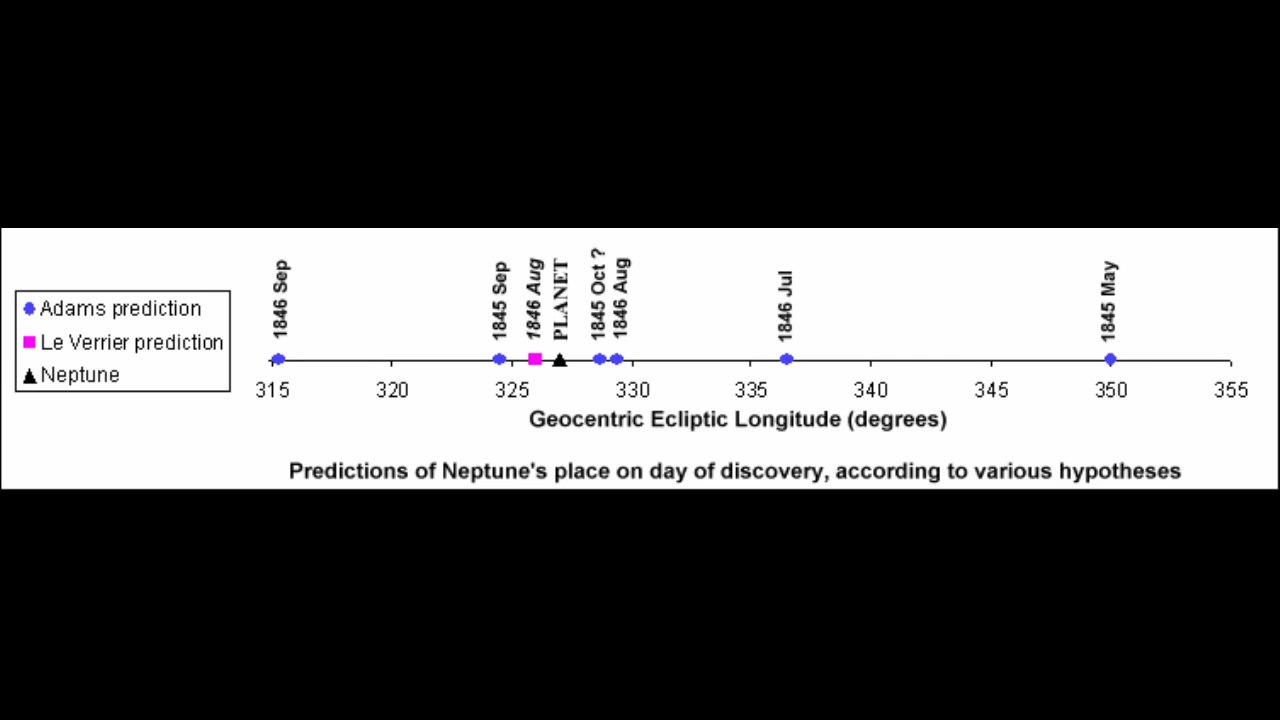 1846 Sep
1845 Sep
1846 Aug
PLANET
1845 Oct ?
1846 Aug
1846 Jul
1845 May
Adams prediction
Le Verrier prediction
Neptune
315 320 325 330 335 340 345 350 355
Geocentric Ecliptic Longitude (degrees)
Predictions of Neptune's place on day of discovery, according to various hypotheses